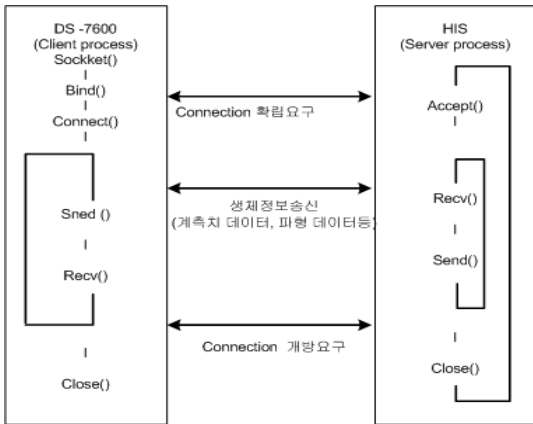 DS -7600
(Client process)
Sockket()
Bind()
Connect()
Sned ()
Recv()
Close()
Connection 확립요구
생체정보송신
(계측치 데이터, 파형 데이터등)
Connection 개방요구
HIS
(Server process)
Accept()
Recv()
Send()
Close()